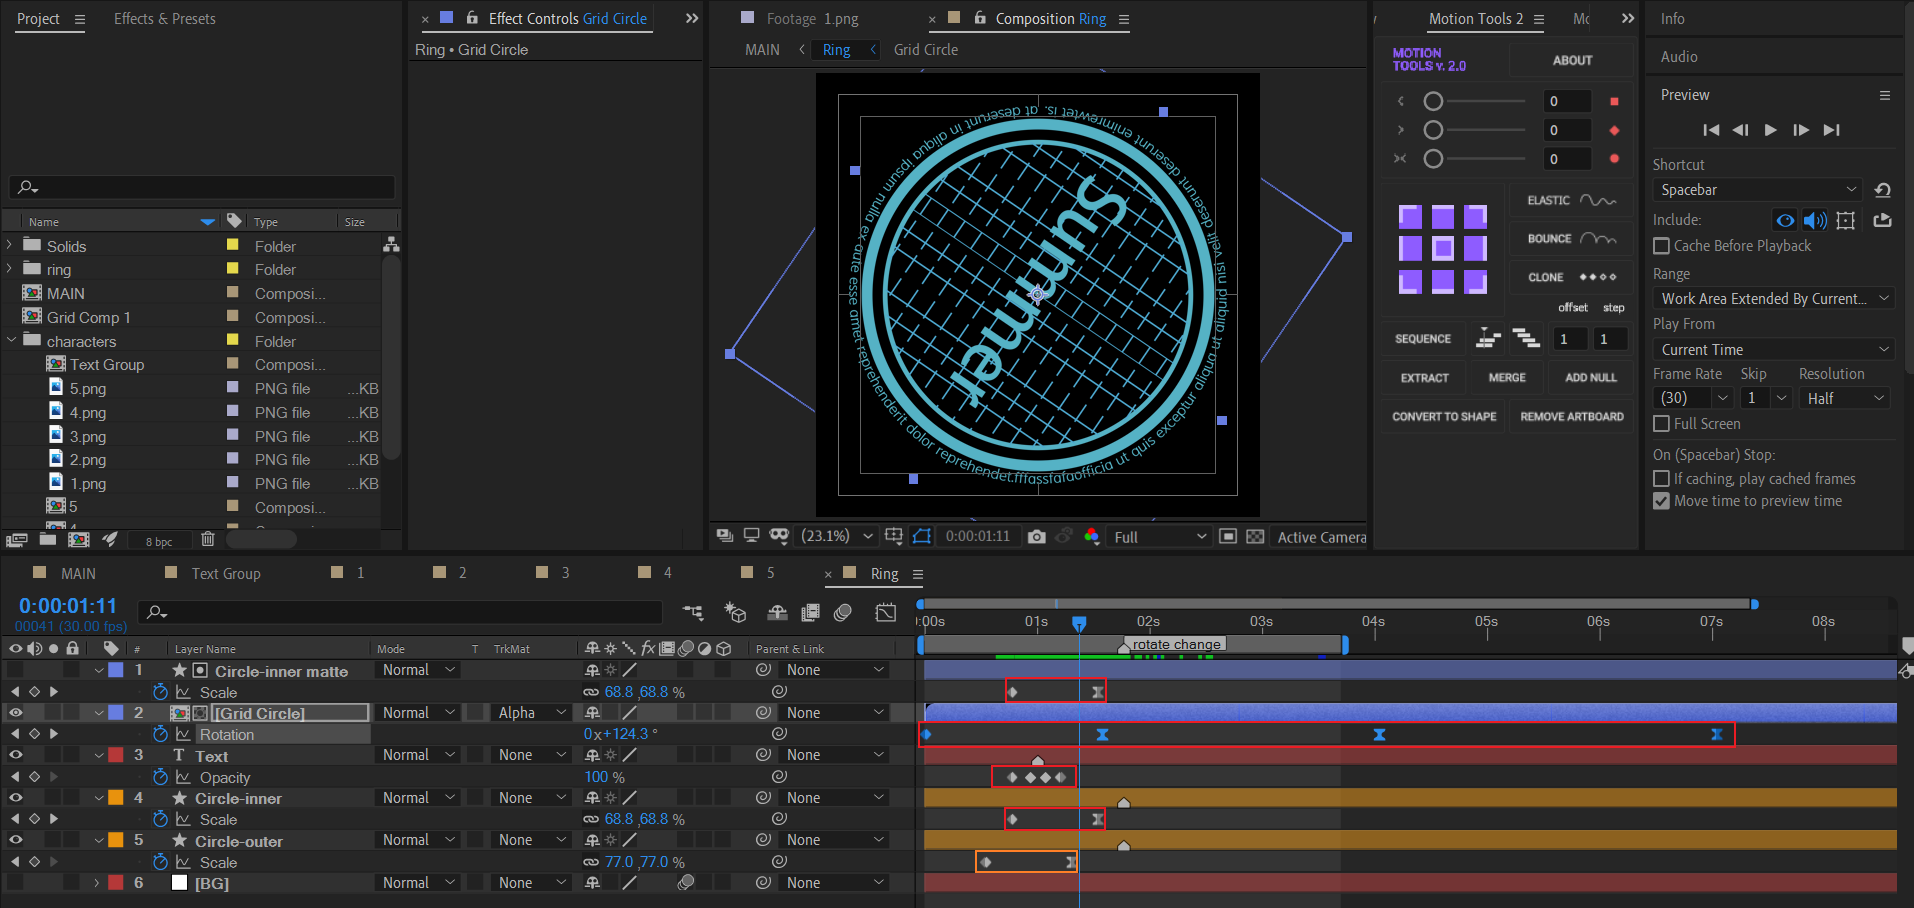 Project
Effects & Presets
Effect Controls Grid Circle
Footage 1.png
Composition Ring
Motion Tools 2
Info
Ring • Grid Circle
MAIN
Ring
Grid Circle
MOTION
TOOLS v. 2.0
ABOUT
Audio
Preview
0
0
0
Shortcut
Spacebar
Include:
Cache Before Playback
Range
Work Area Extended By Current...
Play From
Current Time
Frame Rate Skip Resolution
(30) 1 Half
Full Screen
On (Spacebar) Stop:
If caching, play cached frames
Move time to preview time
ELASTIC
BOUNCE
CLONE
offset step
SEQUENCE 1 1
EXTRACT MERGE ADD NULL
CONVERT TO SHAPE REMOVE ARTBOARD
Name Type Size
Solids Folder
ring Folder
MAIN Composi...
Grid Comp 1 Composi...
characters Folder
Text Group Composi...
5.png PNG file ...KB
4.png PNG file ...KB
3.png PNG file ...KB
2.png PNG file ...KB
1.png PNG file ...KB
5 Composi...
8 bpc
Summer
(23.1%) 0:00:01:11 Full Active Camera
MAIN Text Group 1 2 3 4 5 Ring
0:00:01:11
00041 (30.00 fps)
:00s 01s 02s 03s 04s 05s 06s 07s 08s
rotate change
# Layer Name Mode T TrkMat Parent & Link
1 Circle-inner matte Normal None
Scale 68.8,68.8 %
2 [Grid Circle] Normal Alpha None
Rotation 0x+124.3 °
3 T Text Normal None None
Opacity 100 %
4 Circle-inner Normal None None
Scale 68.8,68.8 %
5 Circle-outer Normal None None
Scale 77.0,77.0 %
6 [BG] Normal None None